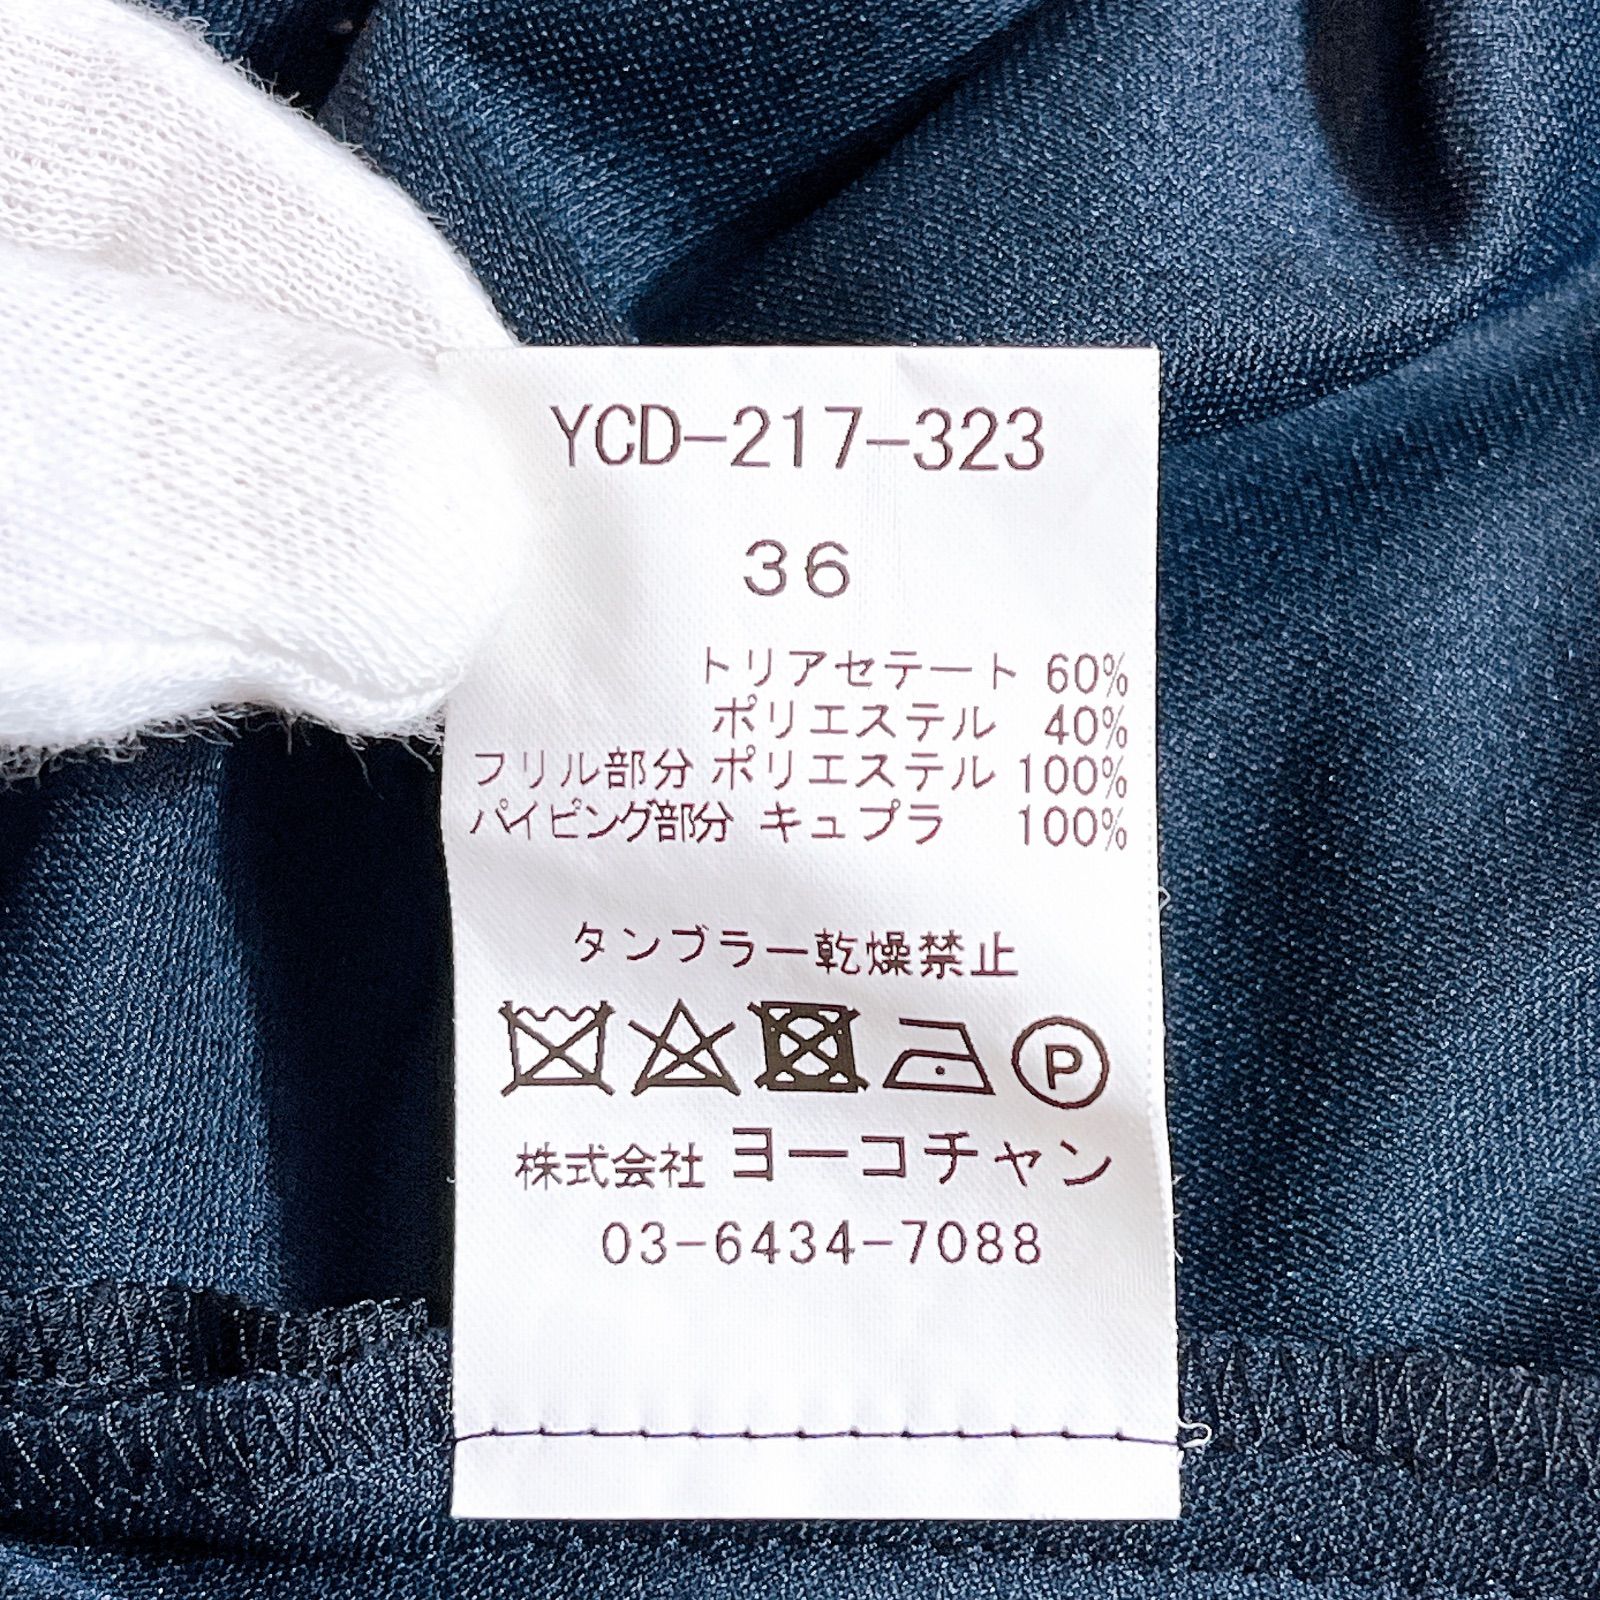 YCD-217-323
36
トリアセテート 60%
ポリエステル 40%
フリル部分 ポリエステル 100%
パイピング部分 キュプラ 100%
タンブラー乾燥禁止
P
株式会社 ヨーコチャン
03-6434-7088